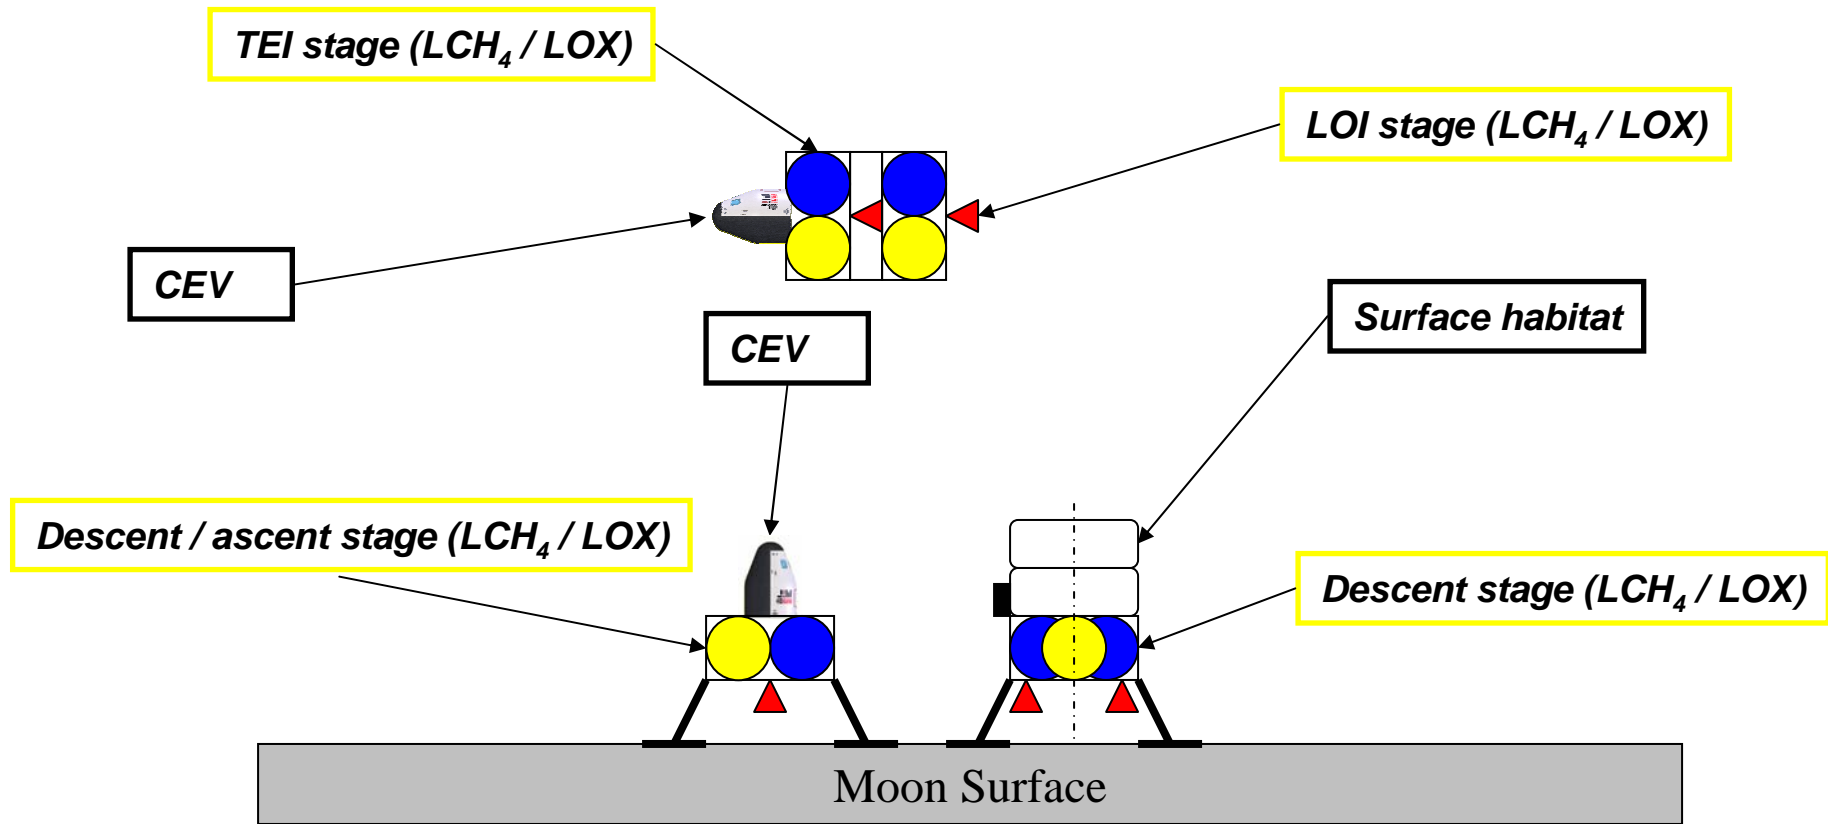 TEI stage (LCH₄ / LOX)
LOI stage (LCH₄ / LOX)
CEV
Surface habitat
CEV
Descent / ascent stage (LCH₄ / LOX)
Descent stage (LCH₄ / LOX)
Moon Surface